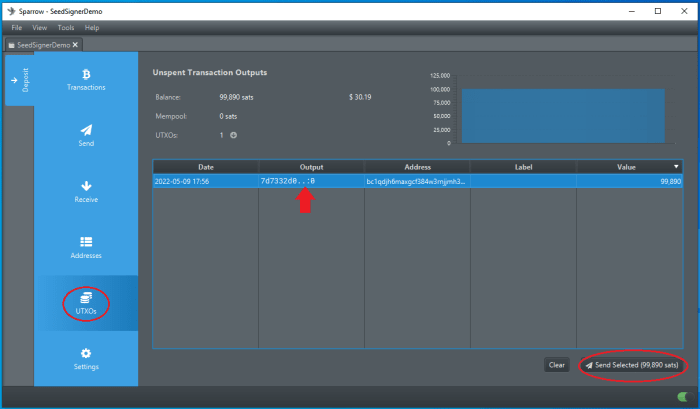 Sparrow - SeedSignerDemo
File View Tools Help
SeedSignerDemo X
Deposit
Transactions
Send
Receive
Addresses
UTXOs
Settings
Unspent Transaction Outputs
Balance: 99,890 sats $ 30.19
Mempool: 0 sats
UTXOs: 1
125,000
100,000
75,000
50,000
25,000
0
Date Output Address Label Value
2022-05-09 17:56 7d7332d0..:0 99,890
Clear Send Selected (99,890 sats)